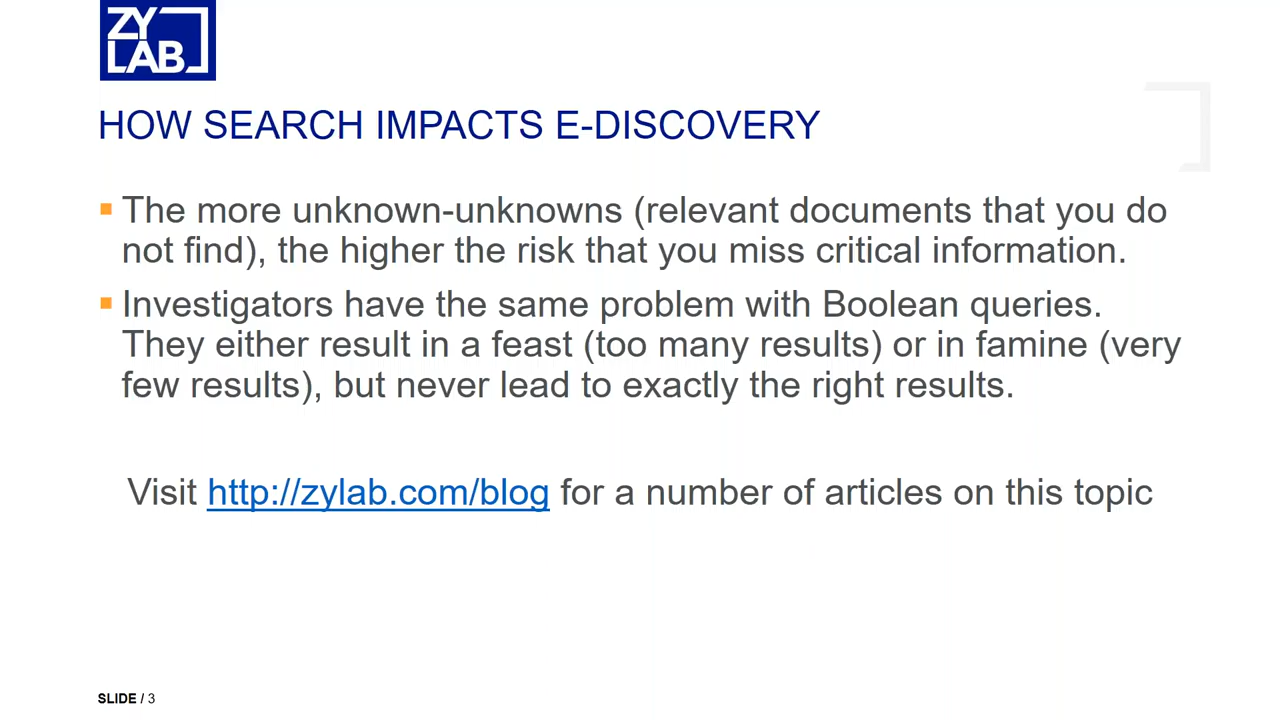 ZY
LAB
HOW SEARCH IMPACTS E-DISCOVERY
The more unknown-unknowns (relevant documents that you do
not find), the higher the risk that you miss critical information.
Investigators have the same problem with Boolean queries.
They either result in a feast (too many results) or in famine (very
few results), but never lead to exactly the right results.
Visit http://zylab.com/blog for a number of articles on this topic
SLIDE / 3